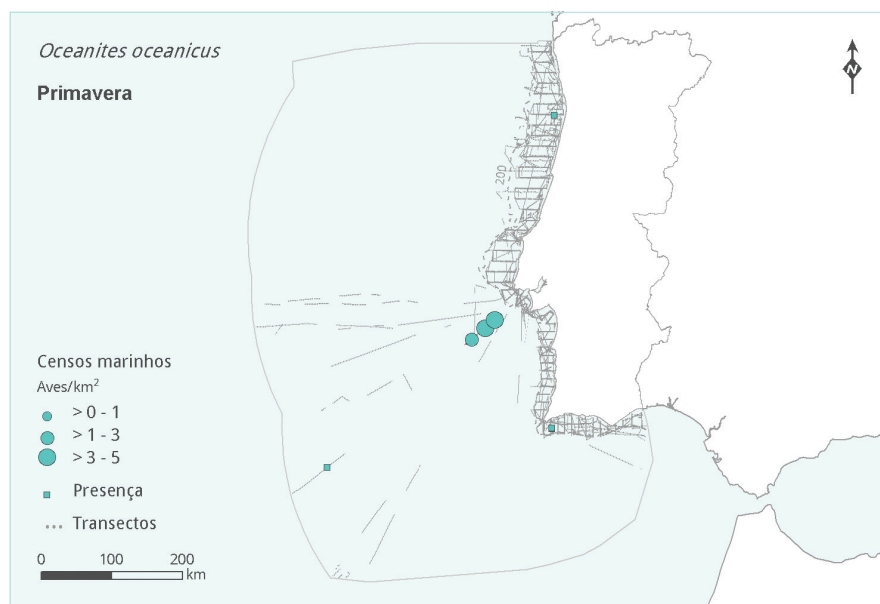 Oceanites oceanicus
Primavera
N
200
Censos marinhos
Aves/km²
> 0 - 1
> 1 - 3
> 3 - 5
Presença
Transectos
0 100 200
km